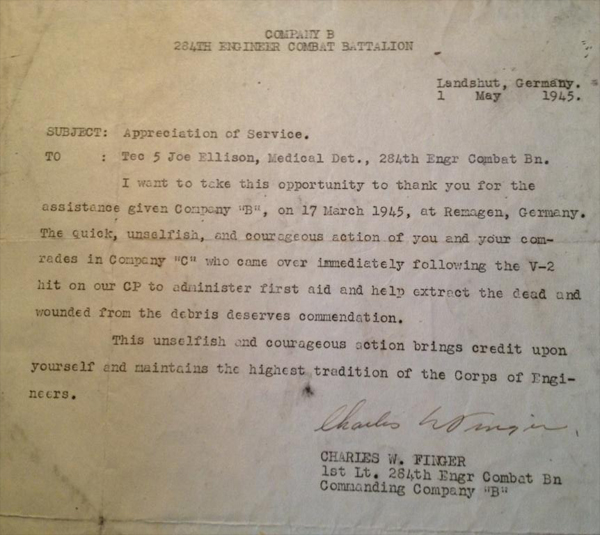 COMPANY B
284TH ENGINEER COMBAT BATTALION
Landshut, Germany.
1 May 1945.
SUBJECT: Appreciation of Service.
TO : Tec 5 Joe Ellison, Medical Det., 284th Engr Combat Bn.
I want to take this opportunity to thank you for the
assistance given Company "B", on 17 March 1945, at Remagen, Germany.
The quick, unselfish, and courageous action of you and your com-
rades in Company "C" who came over immediately following the V-2
hit on our CP to administer first aid and help extract the dead and
wounded from the debris deserves commendation.
This unselfish and courageous action brings credit upon
yourself and maintains the highest tradition of the Corps of Engi-
neers.
Charles W Finger
CHARLES W. FINGER
1st Lt. 284th Engr Combat Bn
Commanding Company "B"